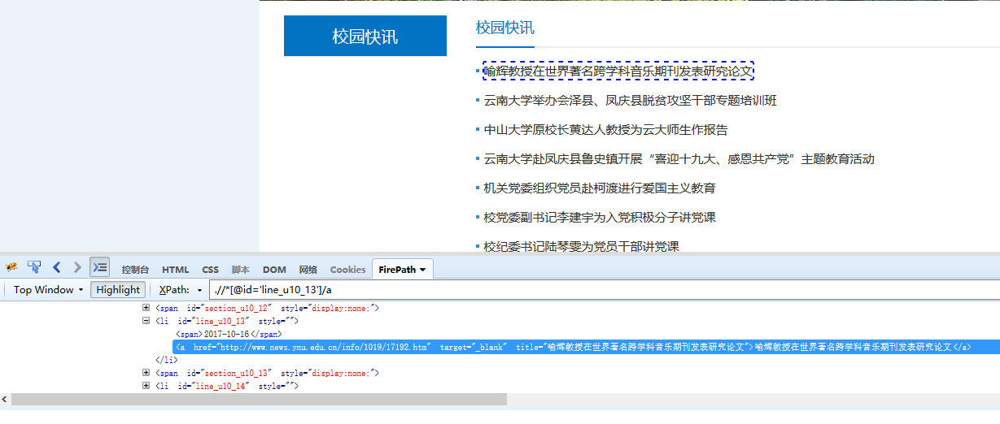 校园快讯
校园快讯
喻辉教授在世界著名跨学科音乐期刊发表研究论文
云南大学举办会泽县、凤庆县脱贫攻坚干部专题培训班
中山大学原校长黄达人教授为云大师生作报告
云南大学赴凤庆县鲁史镇开展“喜迎十九大、感恩共产党”主题教育活动
机关党委组织党员赴柯渡进行爱国主义教育
校党委副书记李建宇为入党积极分子讲党课
校纪委书记陆琴雯为党员干部讲党课
控制台 HTML CSS 脚本 DOM 网络 Cookies FirePath
Top Window Highlight XPath: .//*[@id='line_u10_13']/a
<span id="section_u10_12" style="display:none;">
<li id="line_u10_13" style="">
<span>2017-10-16</span>
<a href="http://www.news.ynu.edu.cn/info/1019/17192.htm" target="_blank" title="喻辉教授在世界著名跨学科音乐期刊发表研究论文">喻辉教授在世界著名跨学科音乐期刊发表研究论文</a>
</li>
<span id="section_u10_13" style="display:none;">
<li id="line_u10_14" style="">